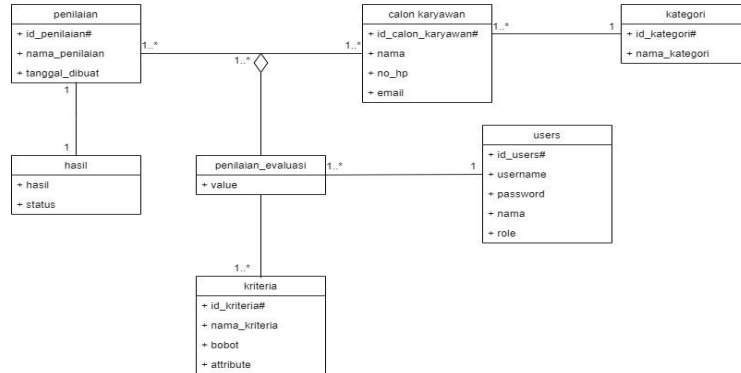 penilaian
+ id_penilaian#
+ nama_penilaian
+ tanggal_dibuat
1..*
1..*
1..*
calon karyawan
+ id_calon_karyawan#
+ nama
+ no_hp
+ email
1..*
1
kategori
+ id_kategori#
+ nama_kategori
1
1
hasil
+ hasil
+ status
penilaian_evaluasi
+ value
1..*
1
users
+ id_users#
+ username
+ password
+ nama
+ role
1..*
kriteria
+ id_kriteria#
+ nama_kriteria
+ bobot
+ attribute